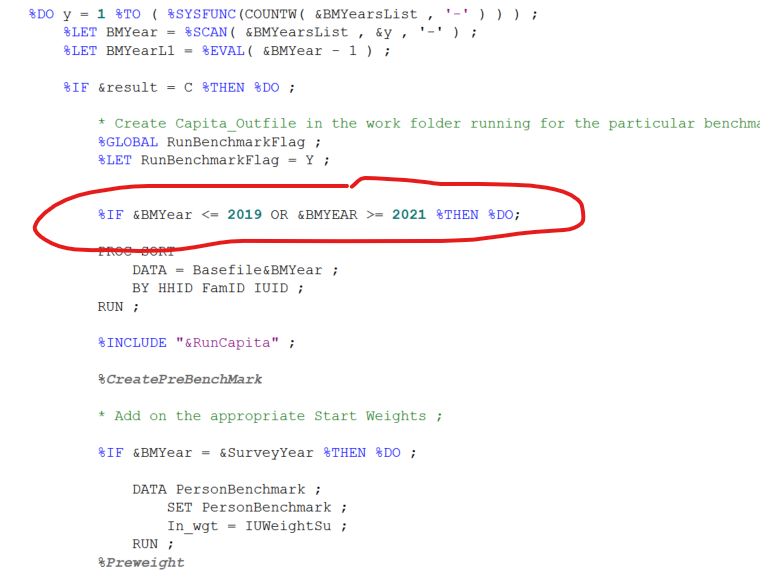 %DO y = 1 %TO ( %SYSFUNC(COUNTW( &BMYearsList , '-' ) ) ) ;
%LET BMYear = %SCAN( &BMYearsList , &y , '-' ) ;
%LET BMYearL1 = %EVAL( &BMYear - 1 ) ;
%IF &result = C %THEN %DO ;
* Create Capita_Outfile in the work folder running for the particular benchma
%GLOBAL RunBenchmarkFlag ;
%LET RunBenchmarkFlag = Y ;
%IF &BMYear <= 2019 OR &BMYEAR >= 2021 %THEN %DO;
PROC SORT
DATA = Basefile&BMYear ;
BY HHID FamID IUID ;
RUN ;
%INCLUDE "&RunCapita" ;
%CreatePreBenchMark
* Add on the appropriate Start Weights ;
%IF &BMYear = &SurveyYear %THEN %DO ;
DATA PersonBenchmark ;
SET PersonBenchmark ;
In_wgt = IUWeightSu ;
RUN ;
%Preweight